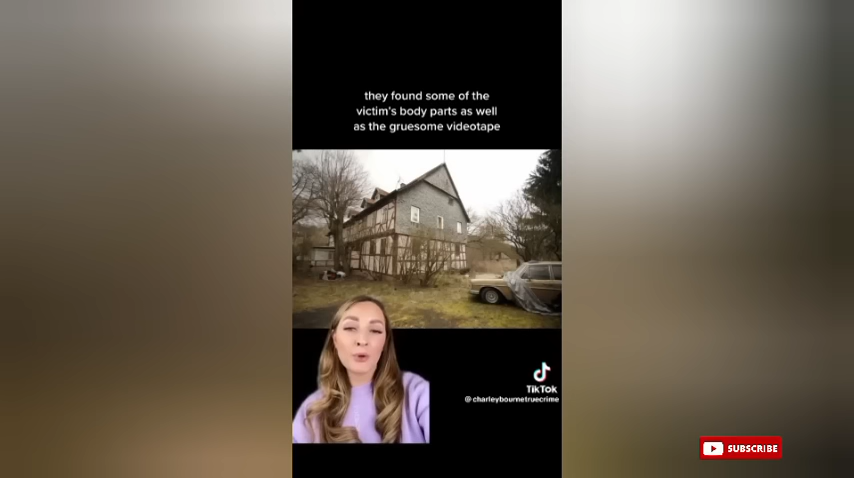 they found some of the
victim's body parts as well
as the gruesome videotape
TikTok
@ charleybournetruecrime
SUBSCRIBE